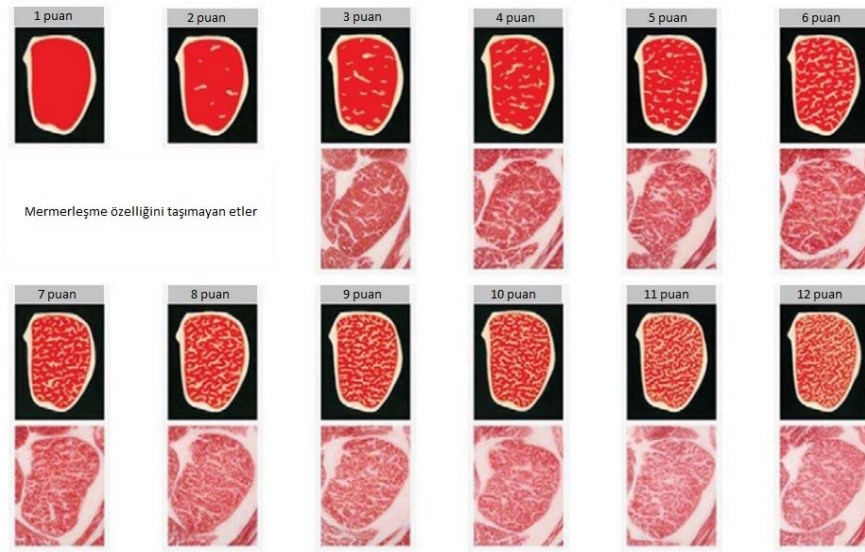 1 puan
2 puan
3 puan
4 puan
5 puan
6 puan
Mermerleşme özelliğini taşımayan etler
7 puan
8 puan
9 puan
10 puan
11 puan
12 puan